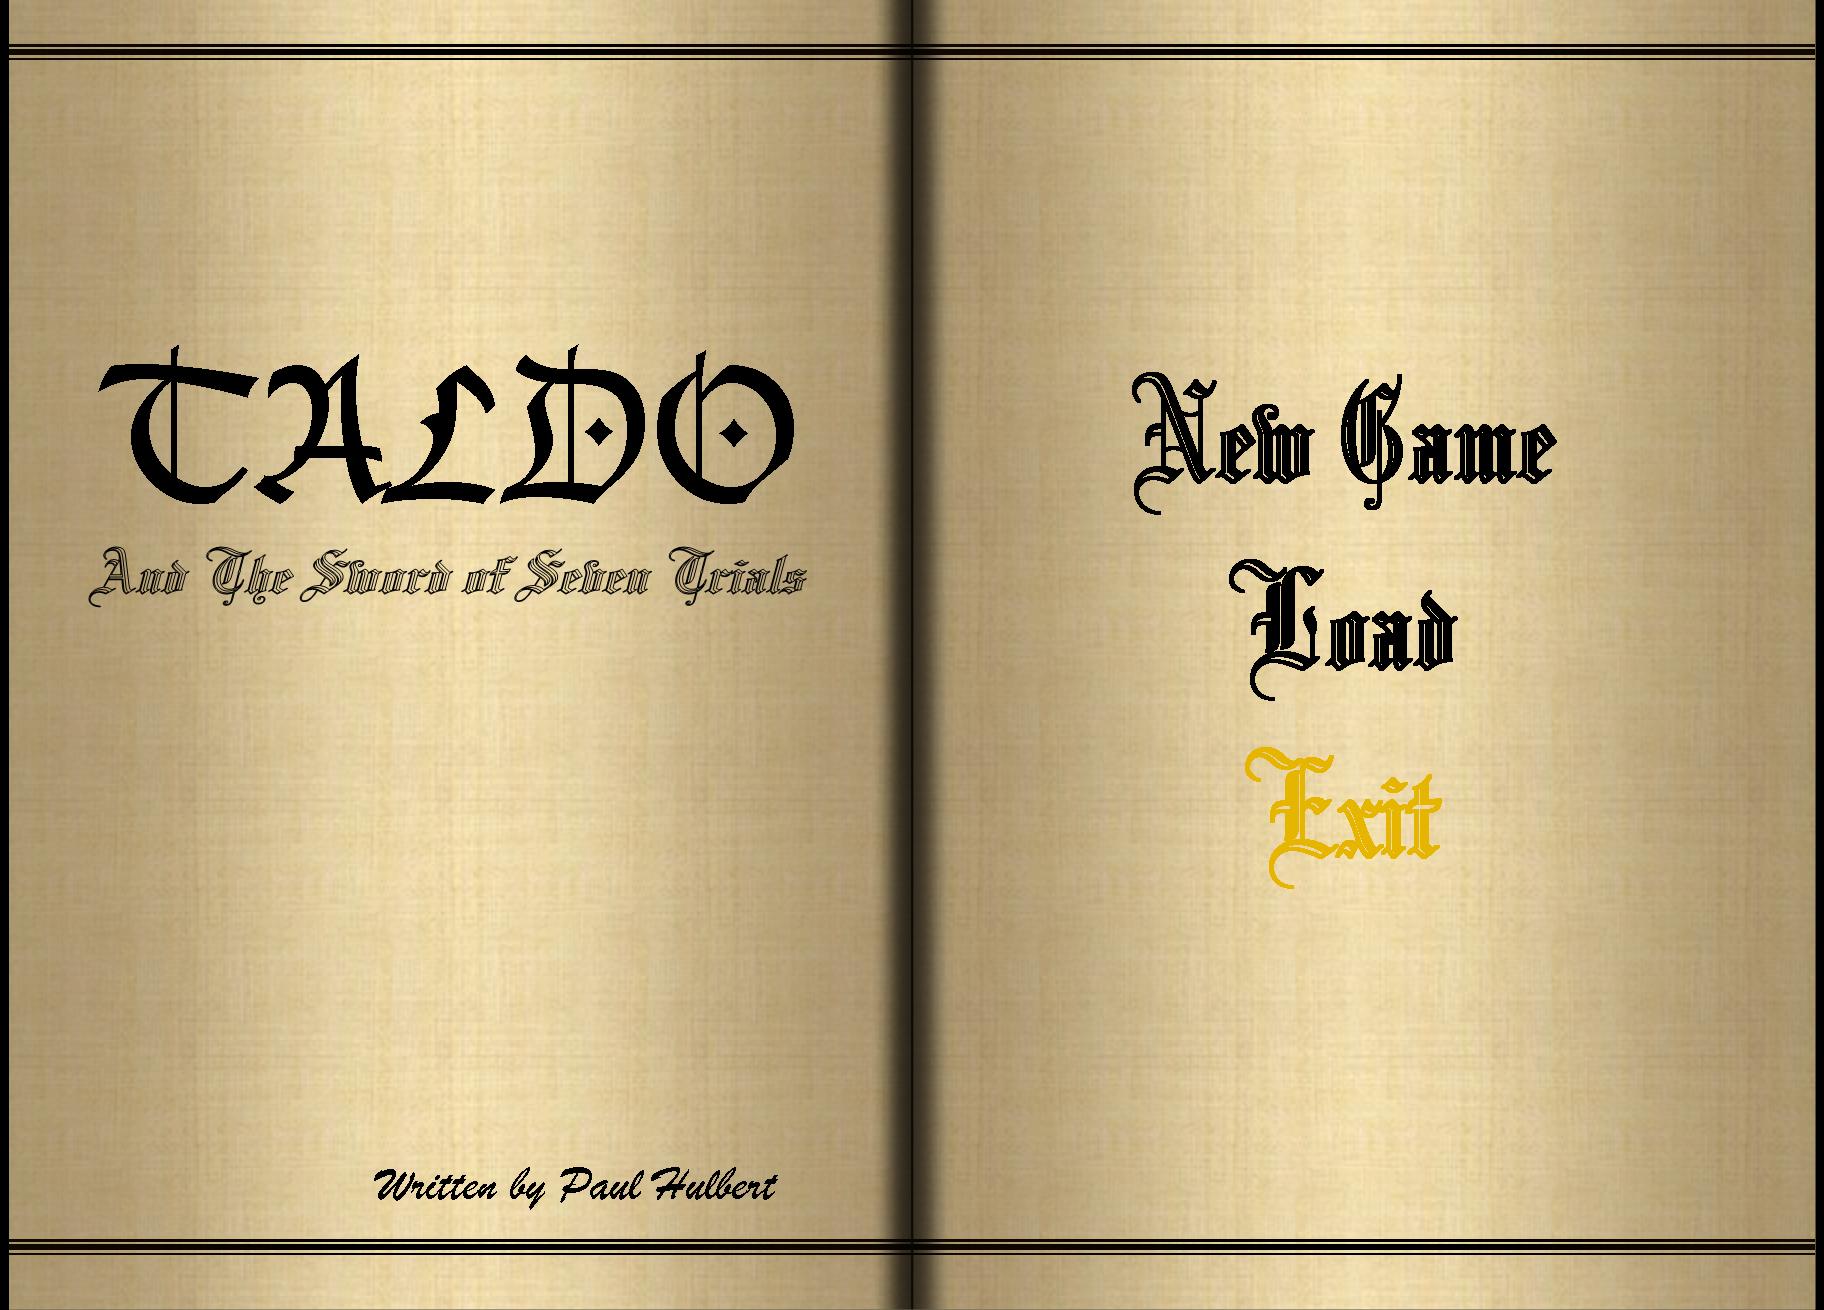 TALDO
And The Sword of Seven Trials
Written by Paul Hulbert
New Game
Load
Exit